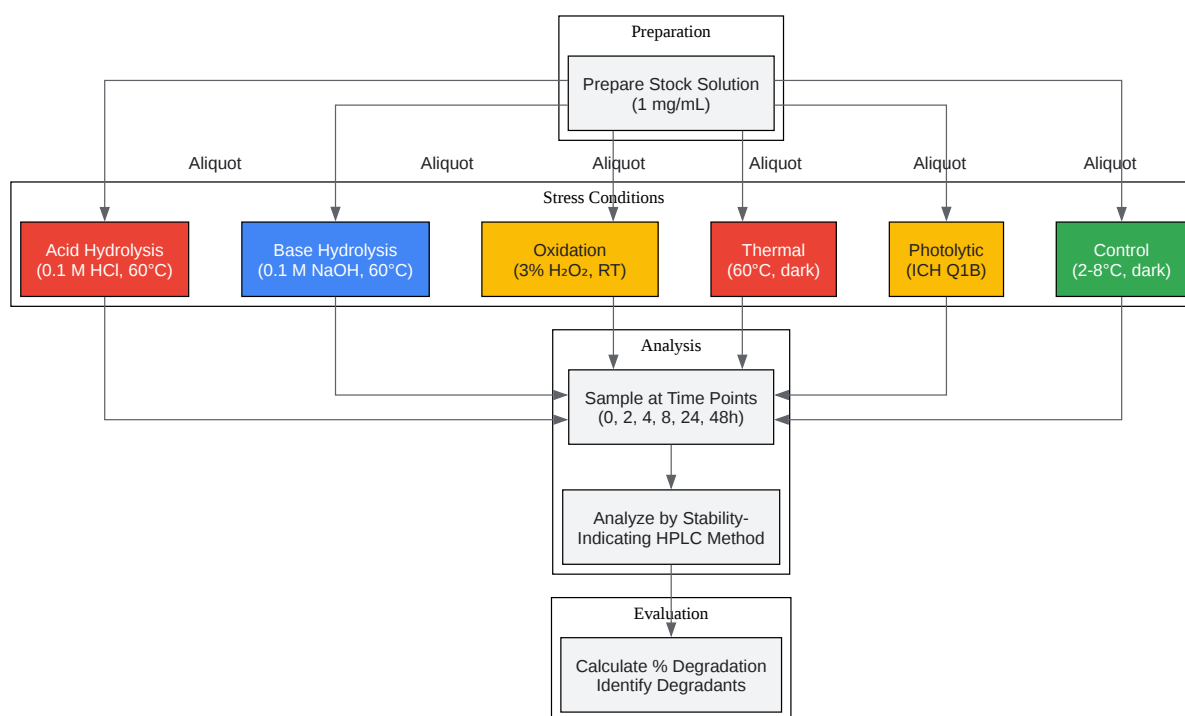 Preparation
Prepare Stock Solution
(1 mg/mL)
Aliquot
Aliquot
Aliquot
Aliquot
Aliquot
Aliquot
Stress Conditions
Acid Hydrolysis
(0.1 M HCl, 60°C)
Base Hydrolysis
(0.1 M NaOH, 60°C)
Oxidation
(3% H₂O₂, RT)
Thermal
(60°C, dark)
Photolytic
(ICH Q1B)
Control
(2-8°C, dark)
Analysis
Sample at Time Points
(0, 2, 4, 8, 24, 48h)
Analyze by Stability-
Indicating HPLC Method
Evaluation
Calculate % Degradation
Identify Degradants